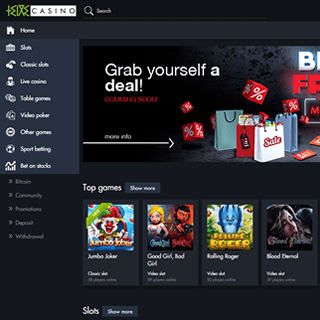 CASINO
Search
Home
Slots
Classic slots
Live casino
Table games
Video poker
Other games
Sport betting
Bet on stocks
Bitcoin
Community
Promotions
Deposit
Withdrawal
Grab yourself a
deal!
COMMING SOON!
more info
%
%
%
%
Sale
Top games
Show more
Jumbo Joker
Good Girl, Bad
Girl
Rolling Roger
Blood Eternal
Classic slot
Video slot
Video slot
Video slot
Slots
Show more